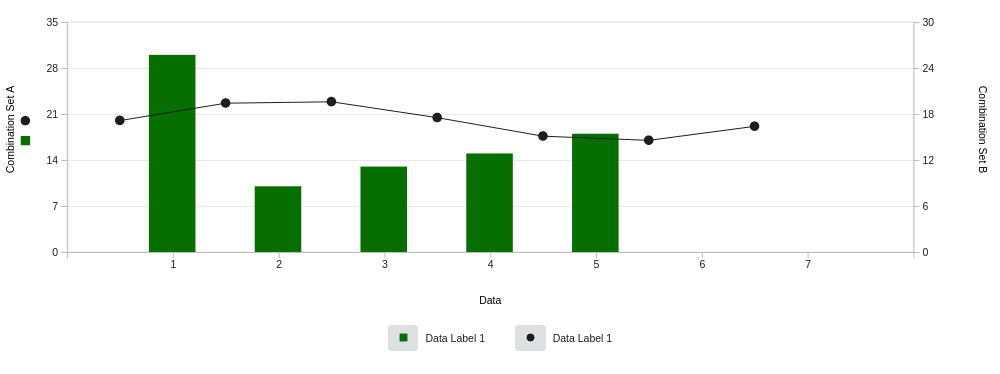 35
28
21
14
7
0
Combination Set A
30
24
18
12
6
0
Combination Set B
1 2 3 4 5 6 7
Data
Data Label 1 Data Label 1